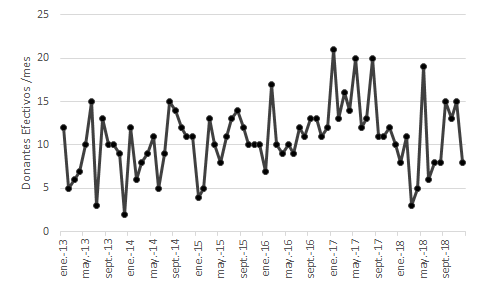 25
20
15
10
5
0
Donantes Efectivos /mes
ene.-13
may.-13
sept.-13
ene.-14
may.-14
sept.-14
ene.-15
may.-15
sept.-15
ene.-16
may.-16
sept.-16
ene.-17
may.-17
sept.-17
ene.-18
may.-18
sept.-18